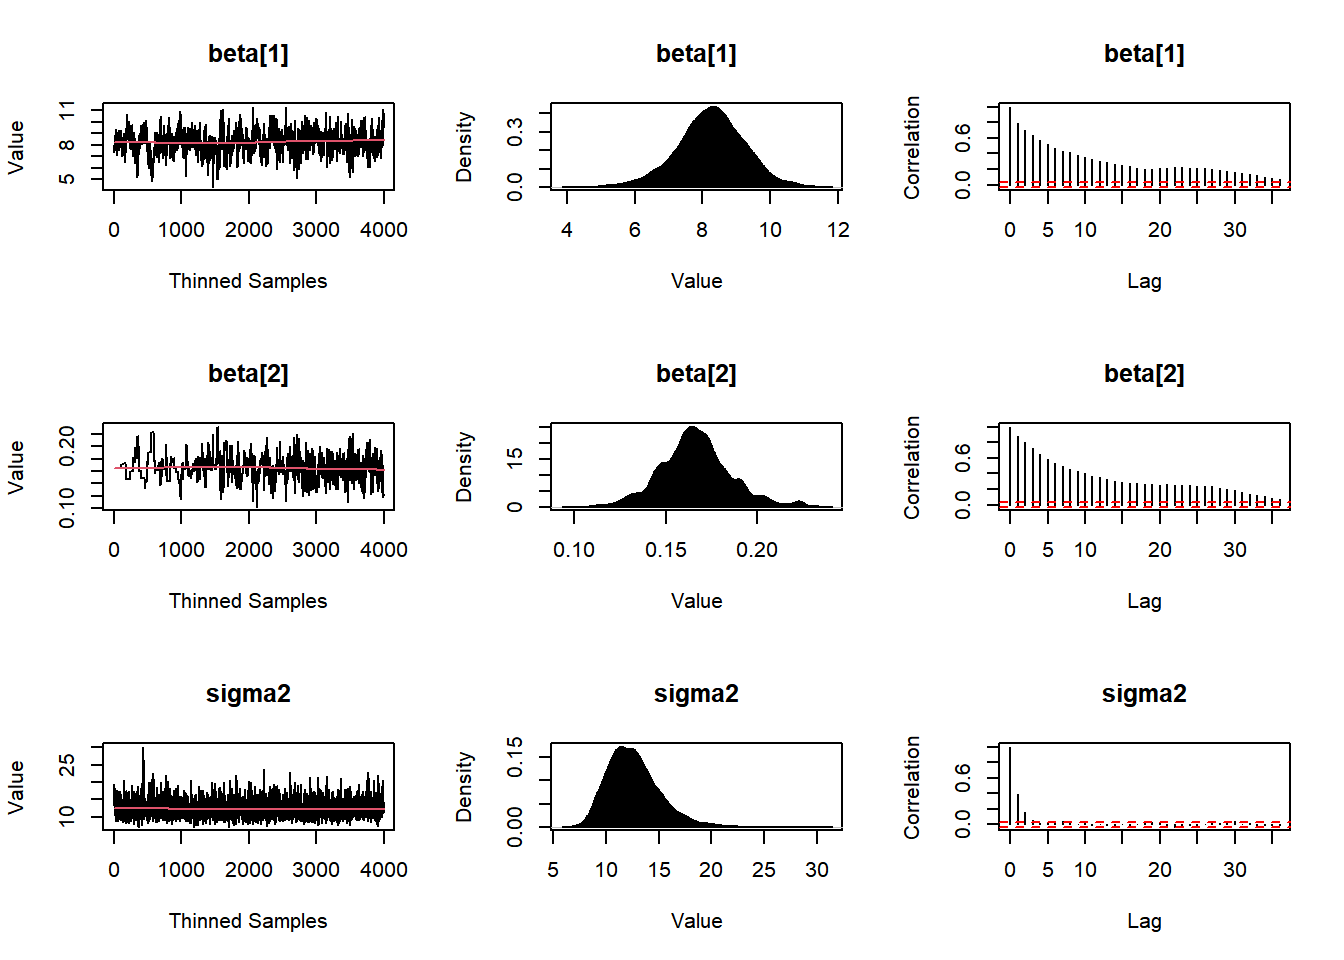 beta[1] beta[1] beta[1]
Value 5 8 11 Density 0.0 0.3 Correlation 0.0 0.6
0 1000 2000 3000 4000 4 6 8 10 12 0 5 10 20 30
Thinned Samples Value Lag
beta[2] beta[2] beta[2]
Value 0.10 0.20 Density 0 15 Correlation 0.0 0.6
0 1000 2000 3000 4000 0.10 0.15 0.20 0 5 10 20 30
Thinned Samples Value Lag
sigma2 sigma2 sigma2
Value 10 25 Density 0.00 0.15 Correlation 0.0 0.6
0 1000 2000 3000 4000 5 10 15 20 25 30 0 5 10 20 30
Thinned Samples Value Lag